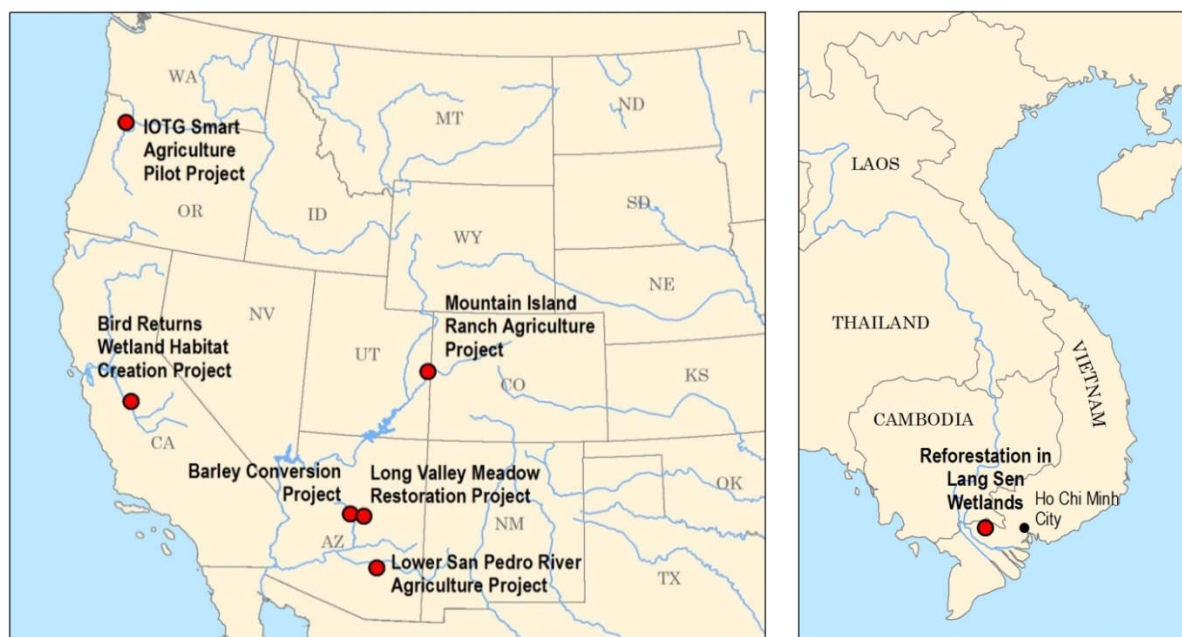 WA
MT
ND
IOTG Smart
Agriculture
Pilot Project
OR
ID
SD
WY
NE
NV
Mountain Island
Ranch Agriculture
Project
Bird Returns
Wetland Habitat
Creation Project
UT
CO
KS
CA
Barley Conversion
Project
Long Valley Meadow
Restoration Project
OK
NM
AZ
Lower San Pedro River
Agriculture Project
TX
LAOS
THAILAND
VIETNAM
CAMBODIA
Reforestation in
Lang Sen
Wetlands
Ho Chi Minh
City